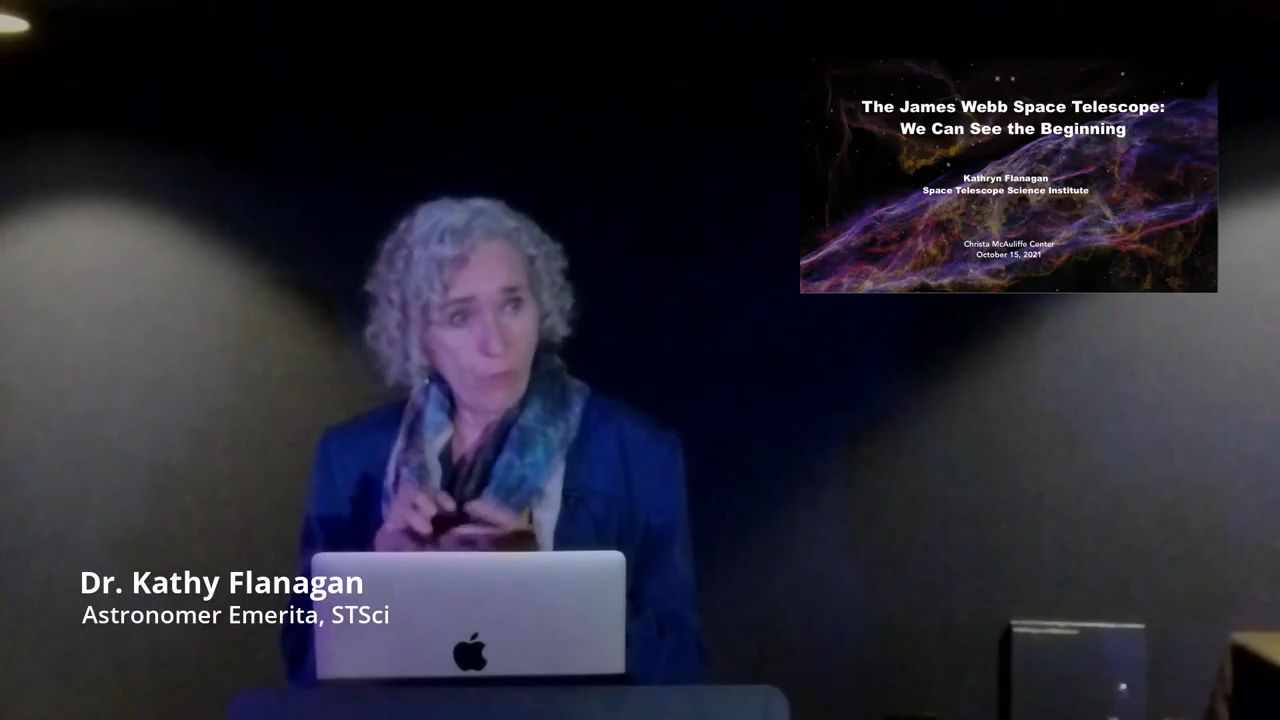 The James Webb Space Telescope:
We Can See the Beginning
Kathryn Flanagan
Space Telescope Science Institute
Christa McAuliffe Center
October 15, 2021
Dr. Kathy Flanagan
Astronomer Emerita, STSci